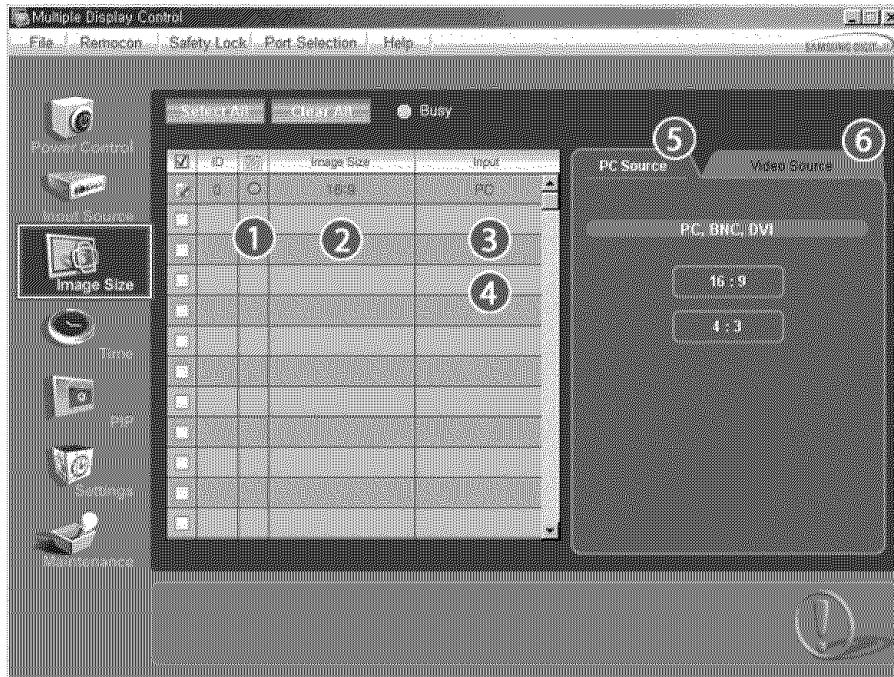 Multiple Display Control
File Remocon Safety Lock Port Selection Help
SAMSUNG DIGITall
Select All Clear All Busy
Power Control
Input Source
Image Size
Time
PIP
Settings
Maintenance
ID Image Size Input
0 16:9 PC
1 2 3
4
5 6
PC Source Video Source
PC, BNC, DVI
16 : 9
4 : 3